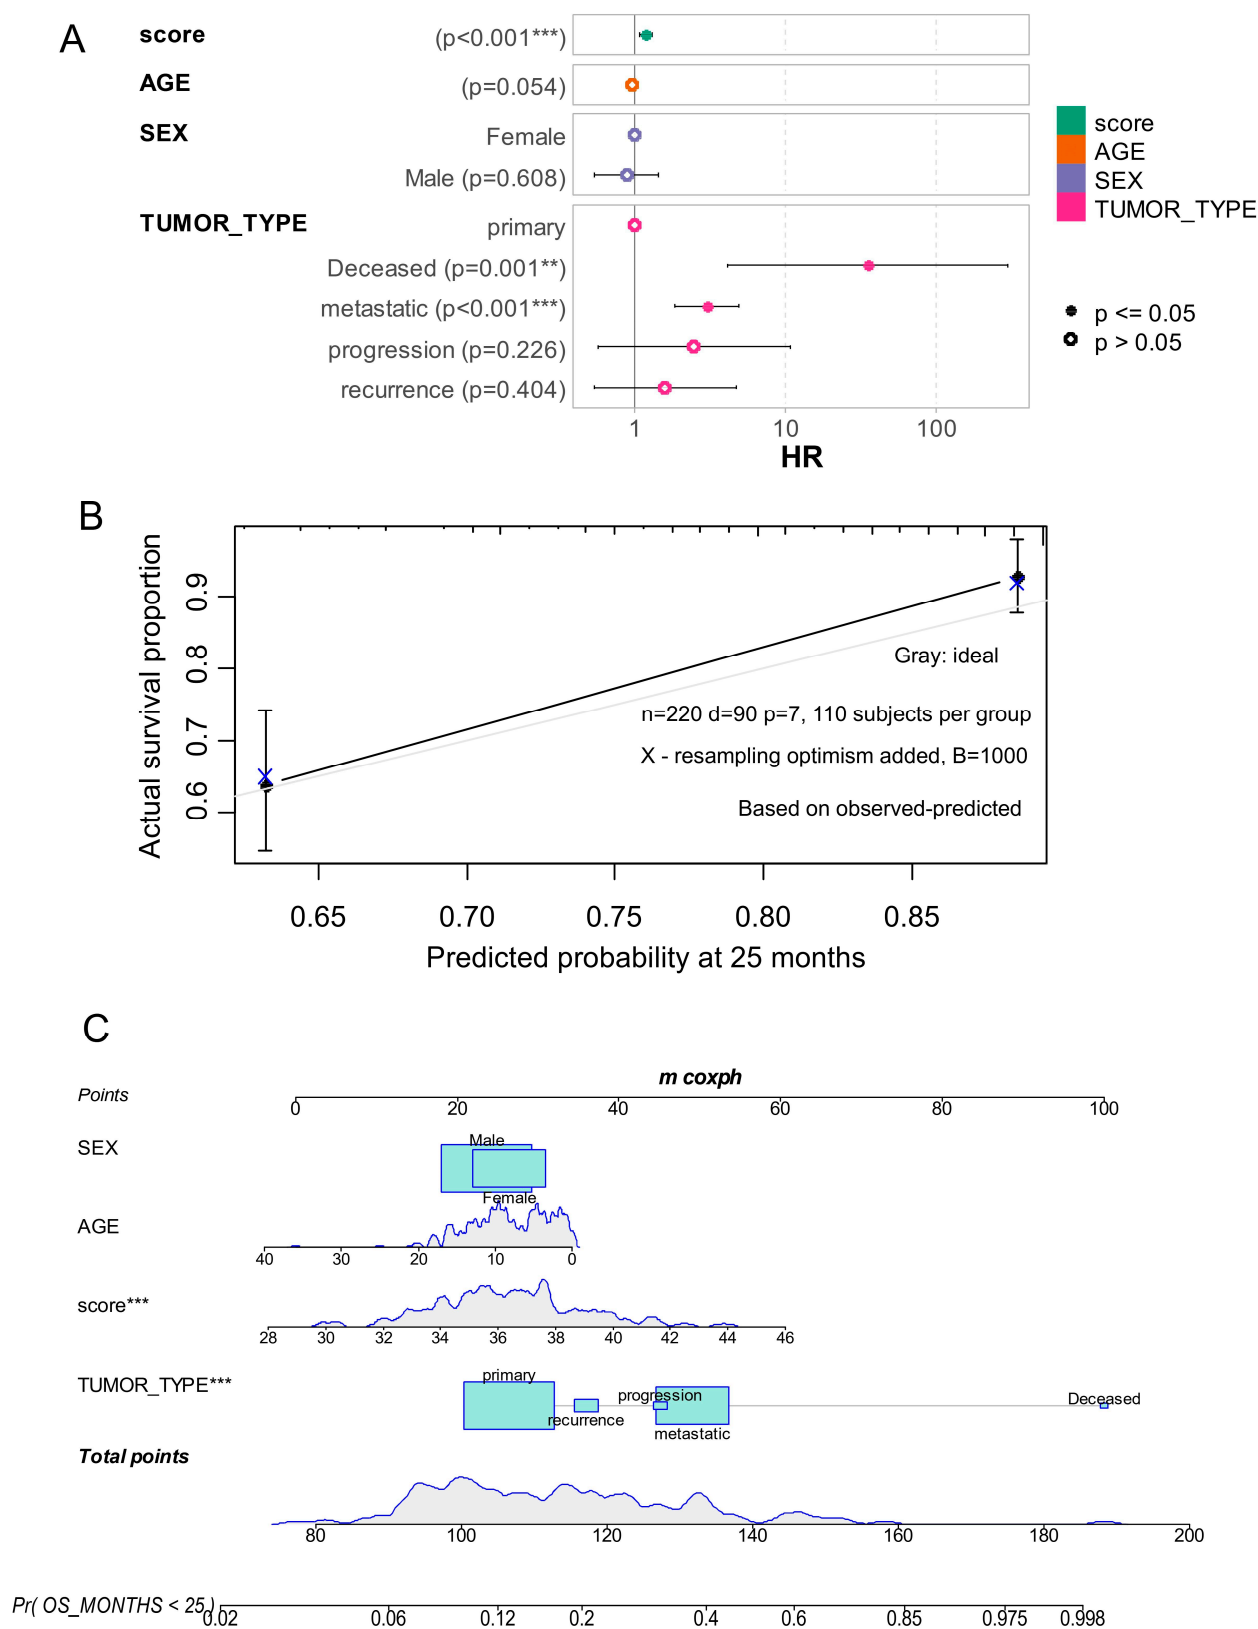 A
score (p<0.001***)
AGE (p=0.054)
SEX Female
Male (p=0.608)
TUMOR_TYPE primary
Deceased (p=0.001**)
metastatic (p<0.001***)
progression (p=0.226)
recurrence (p=0.404)
1 10 100
HR
score
AGE
SEX
TUMOR_TYPE
p <= 0.05
p > 0.05
B
Actual survival proportion
0.6 0.7 0.8 0.9
Gray: ideal
n=220 d=90 p=7, 110 subjects per group
X - resampling optimism added, B=1000
Based on observed-predicted
0.65 0.70 0.75 0.80 0.85
Predicted probability at 25 months
C
m coxph
Points
0 20 40 60 80 100
SEX
Male
Female
AGE
40 30 20 10 0
score***
28 30 32 34 36 38 40 42 44 46
TUMOR_TYPE***
primary
recurrence
progression
metastatic
Deceased
Total points
80 100 120 140 160 180 200
Pr( OS_MONTHS < 25 )
0.02 0.06 0.12 0.2 0.4 0.6 0.85 0.975 0.998